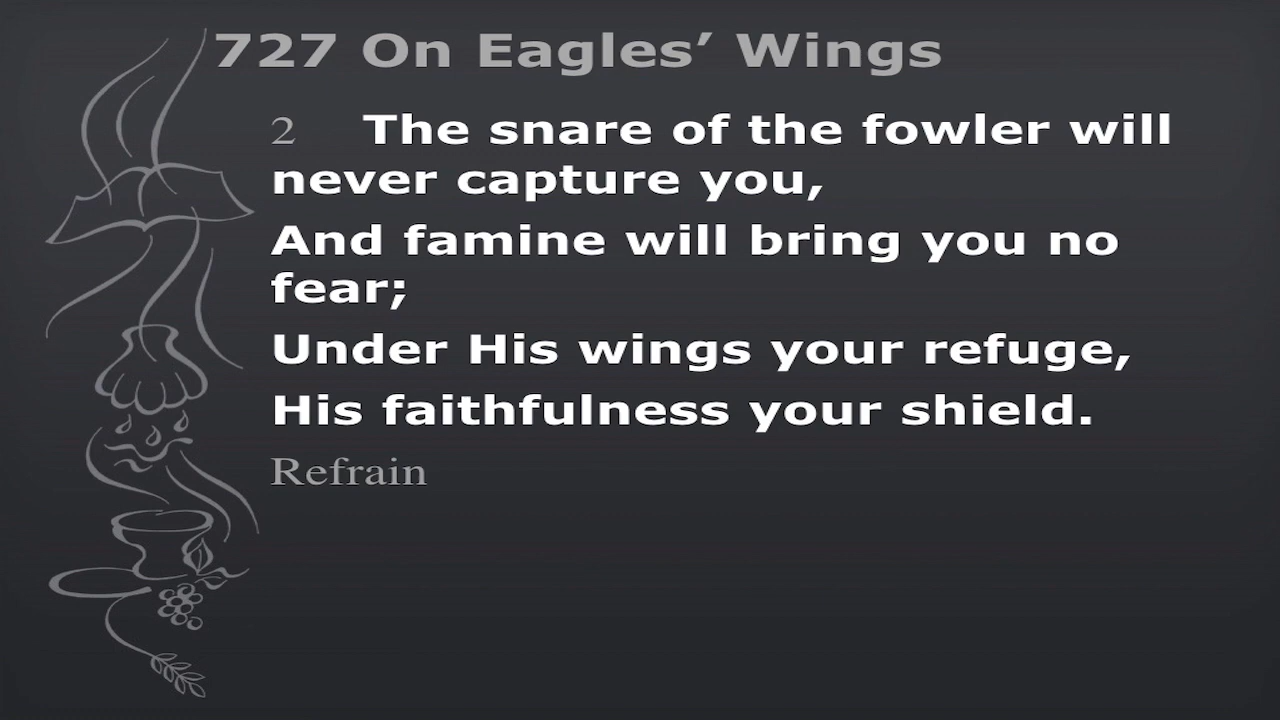 727 On Eagles’ Wings
2 The snare of the fowler will
never capture you,
And famine will bring you no
fear;
Under His wings your refuge,
His faithfulness your shield.
Refrain